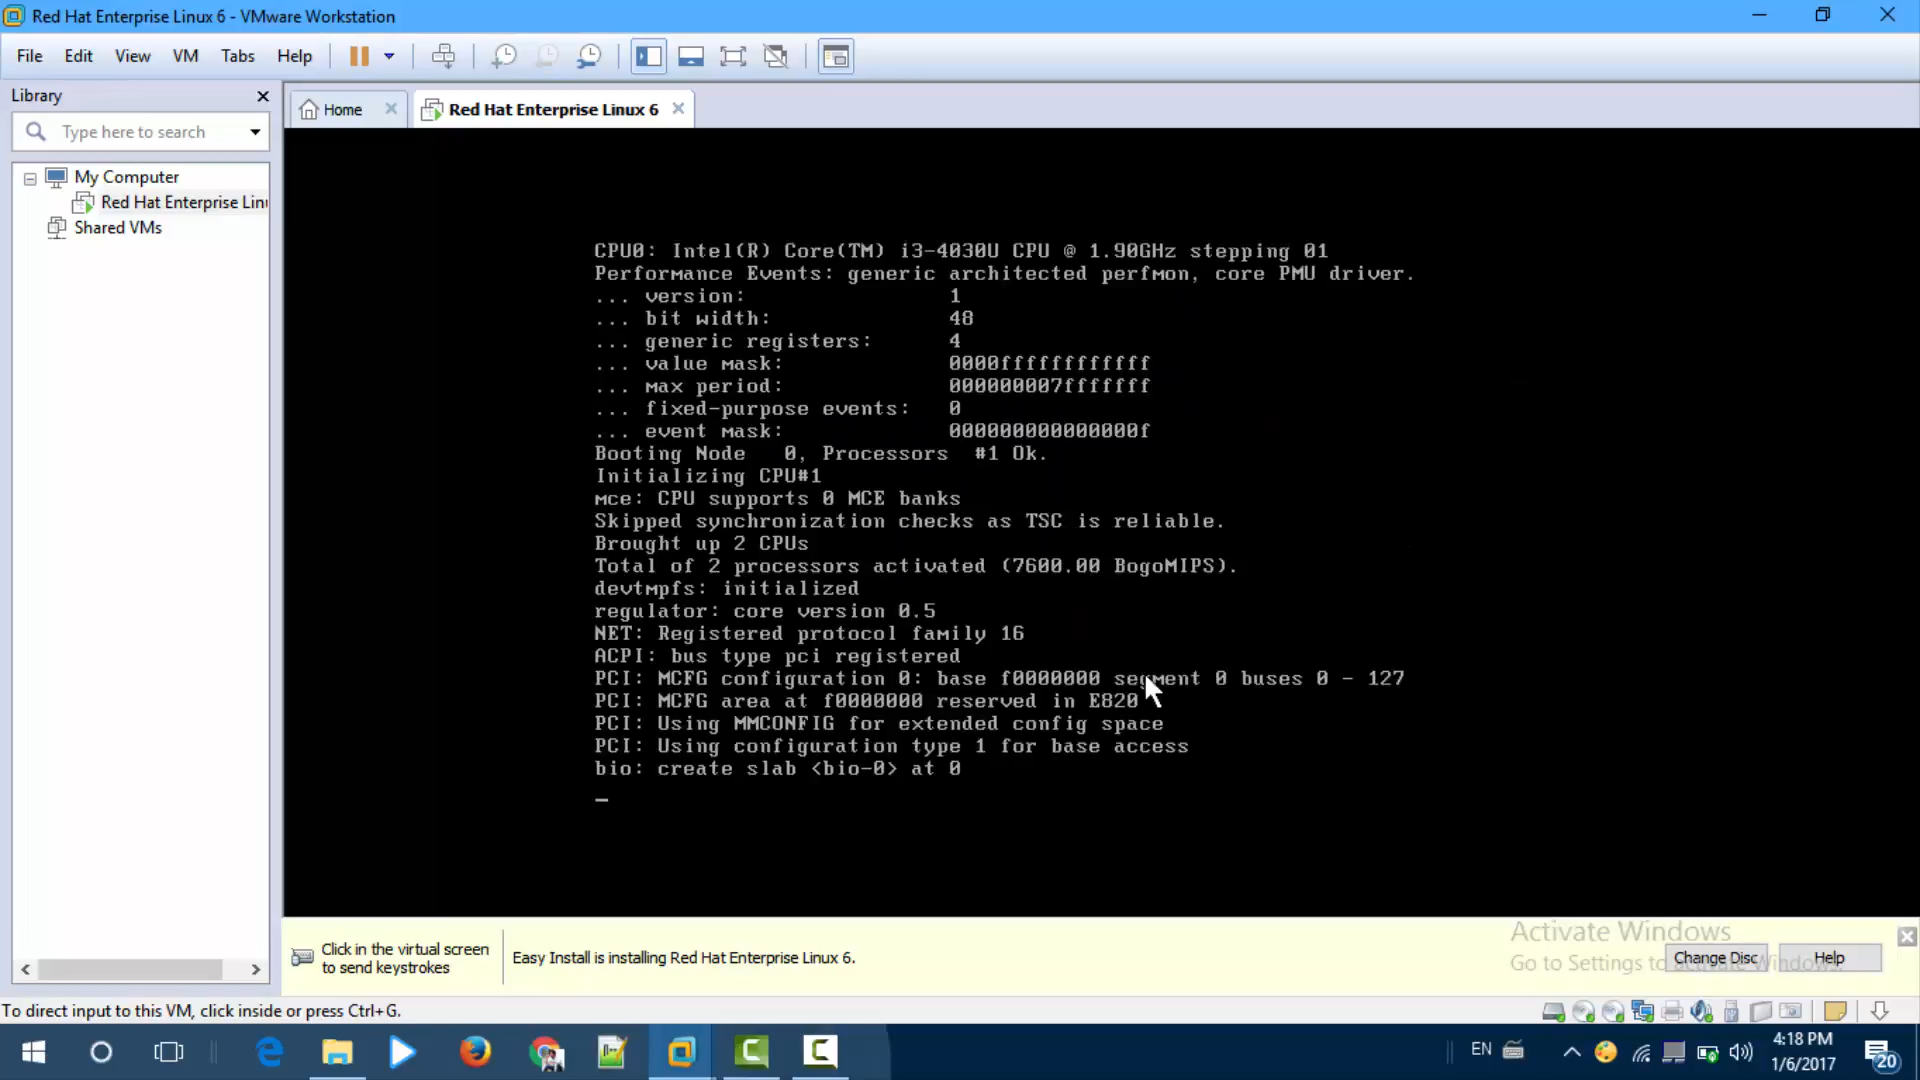 Red Hat Enterprise Linux 6 - VMware Workstation
File Edit View VM Tabs Help
Library
Type here to search
My Computer
Red Hat Enterprise Linu
Shared VMs
Home
Red Hat Enterprise Linux 6
CPU0: Intel(R) Core(TM) i3-4030U CPU @ 1.90GHz stepping 01
Performance Events: generic architected perfmon, core PMU driver.
... version: 1
... bit width: 48
... generic registers: 4
... value mask: 0000ffffffffffff
... max period: 000000007fffffff
... fixed-purpose events: 0
... event mask: 000000000000000f
Booting Node 0, Processors #1 Ok.
Initializing CPU#1
mce: CPU supports 0 MCE banks
Skipped synchronization checks as TSC is reliable.
Brought up 2 CPUs
Total of 2 processors activated (7600.00 BogoMIPS).
devtmpfs: initialized
regulator: core version 0.5
NET: Registered protocol family 16
ACPI: bus type pci registered
PCI: MCFG configuration 0: base f0000000 segment 0 buses 0 - 127
PCI: MCFG area at f0000000 reserved in E820
PCI: Using MMCONFIG for extended config space
PCI: Using configuration type 1 for base access
bio: create slab <bio-0> at 0
_
Click in the virtual screen
to send keystrokes
Easy Install is installing Red Hat Enterprise Linux 6.
Change Disc
Help
Activate Windows
Go to Settings to activate Windows.
To direct input to this VM, click inside or press Ctrl+G.
EN
4:18 PM
1/6/2017
20